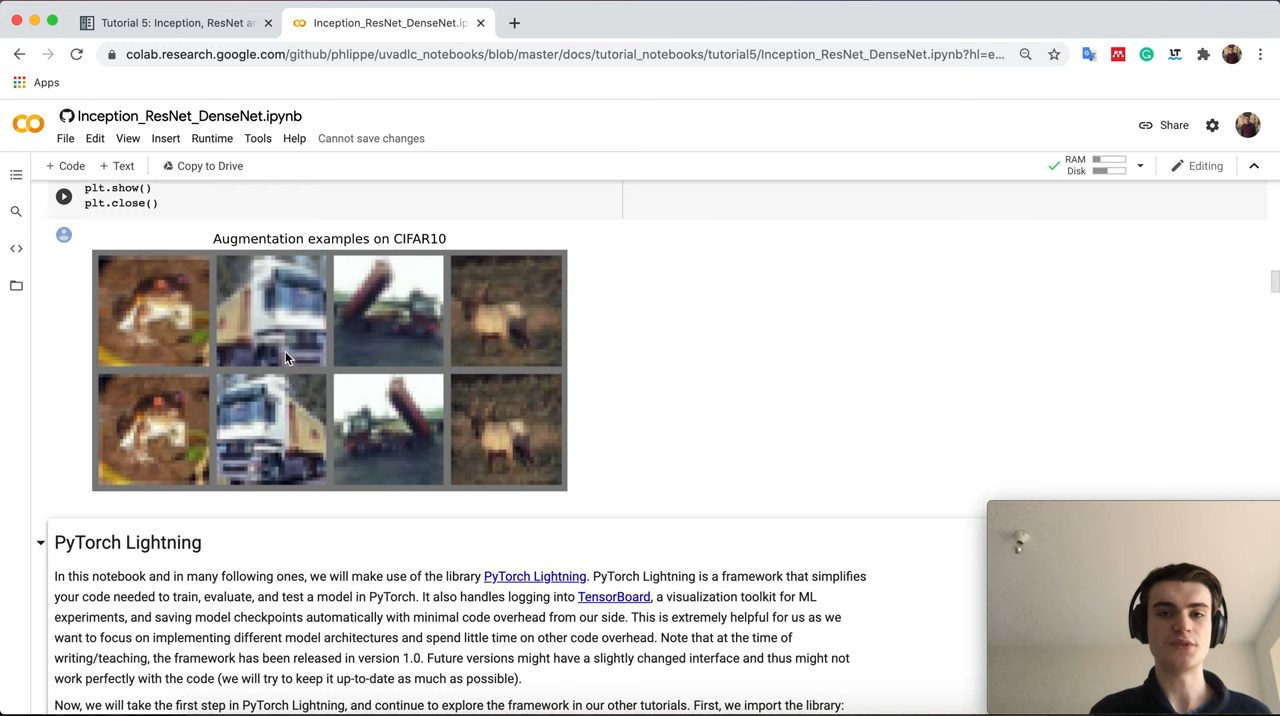 Tutorial 5: Inception, ResNet ar
Inception_ResNet_DenseNet.ip
colab.research.google.com/github/phlippe/uvadlc_notebooks/blob/master/docs/tutorial_notebooks/tutorial5/Inception_ResNet_DenseNet.ipynb?hl=e...
Apps
Inception_ResNet_DenseNet.ipynb
Share
File Edit View Insert Runtime Tools Help Cannot save changes
+ Code + Text Copy to Drive
RAM
Disk
Editing
plt.show()
plt.close()
Augmentation examples on CIFAR10
PyTorch Lightning
In this notebook and in many following ones, we will make use of the library PyTorch Lightning. PyTorch Lightning is a framework that simplifies
your code needed to train, evaluate, and test a model in PyTorch. It also handles logging into TensorBoard, a visualization toolkit for ML
experiments, and saving model checkpoints automatically with minimal code overhead from our side. This is extremely helpful for us as we
want to focus on implementing different model architectures and spend little time on other code overhead. Note that at the time of
writing/teaching, the framework has been released in version 1.0. Future versions might have a slightly changed interface and thus might not
work perfectly with the code (we will try to keep it up-to-date as much as possible).
Now, we will take the first step in PyTorch Lightning, and continue to explore the framework in our other tutorials. First, we import the library: